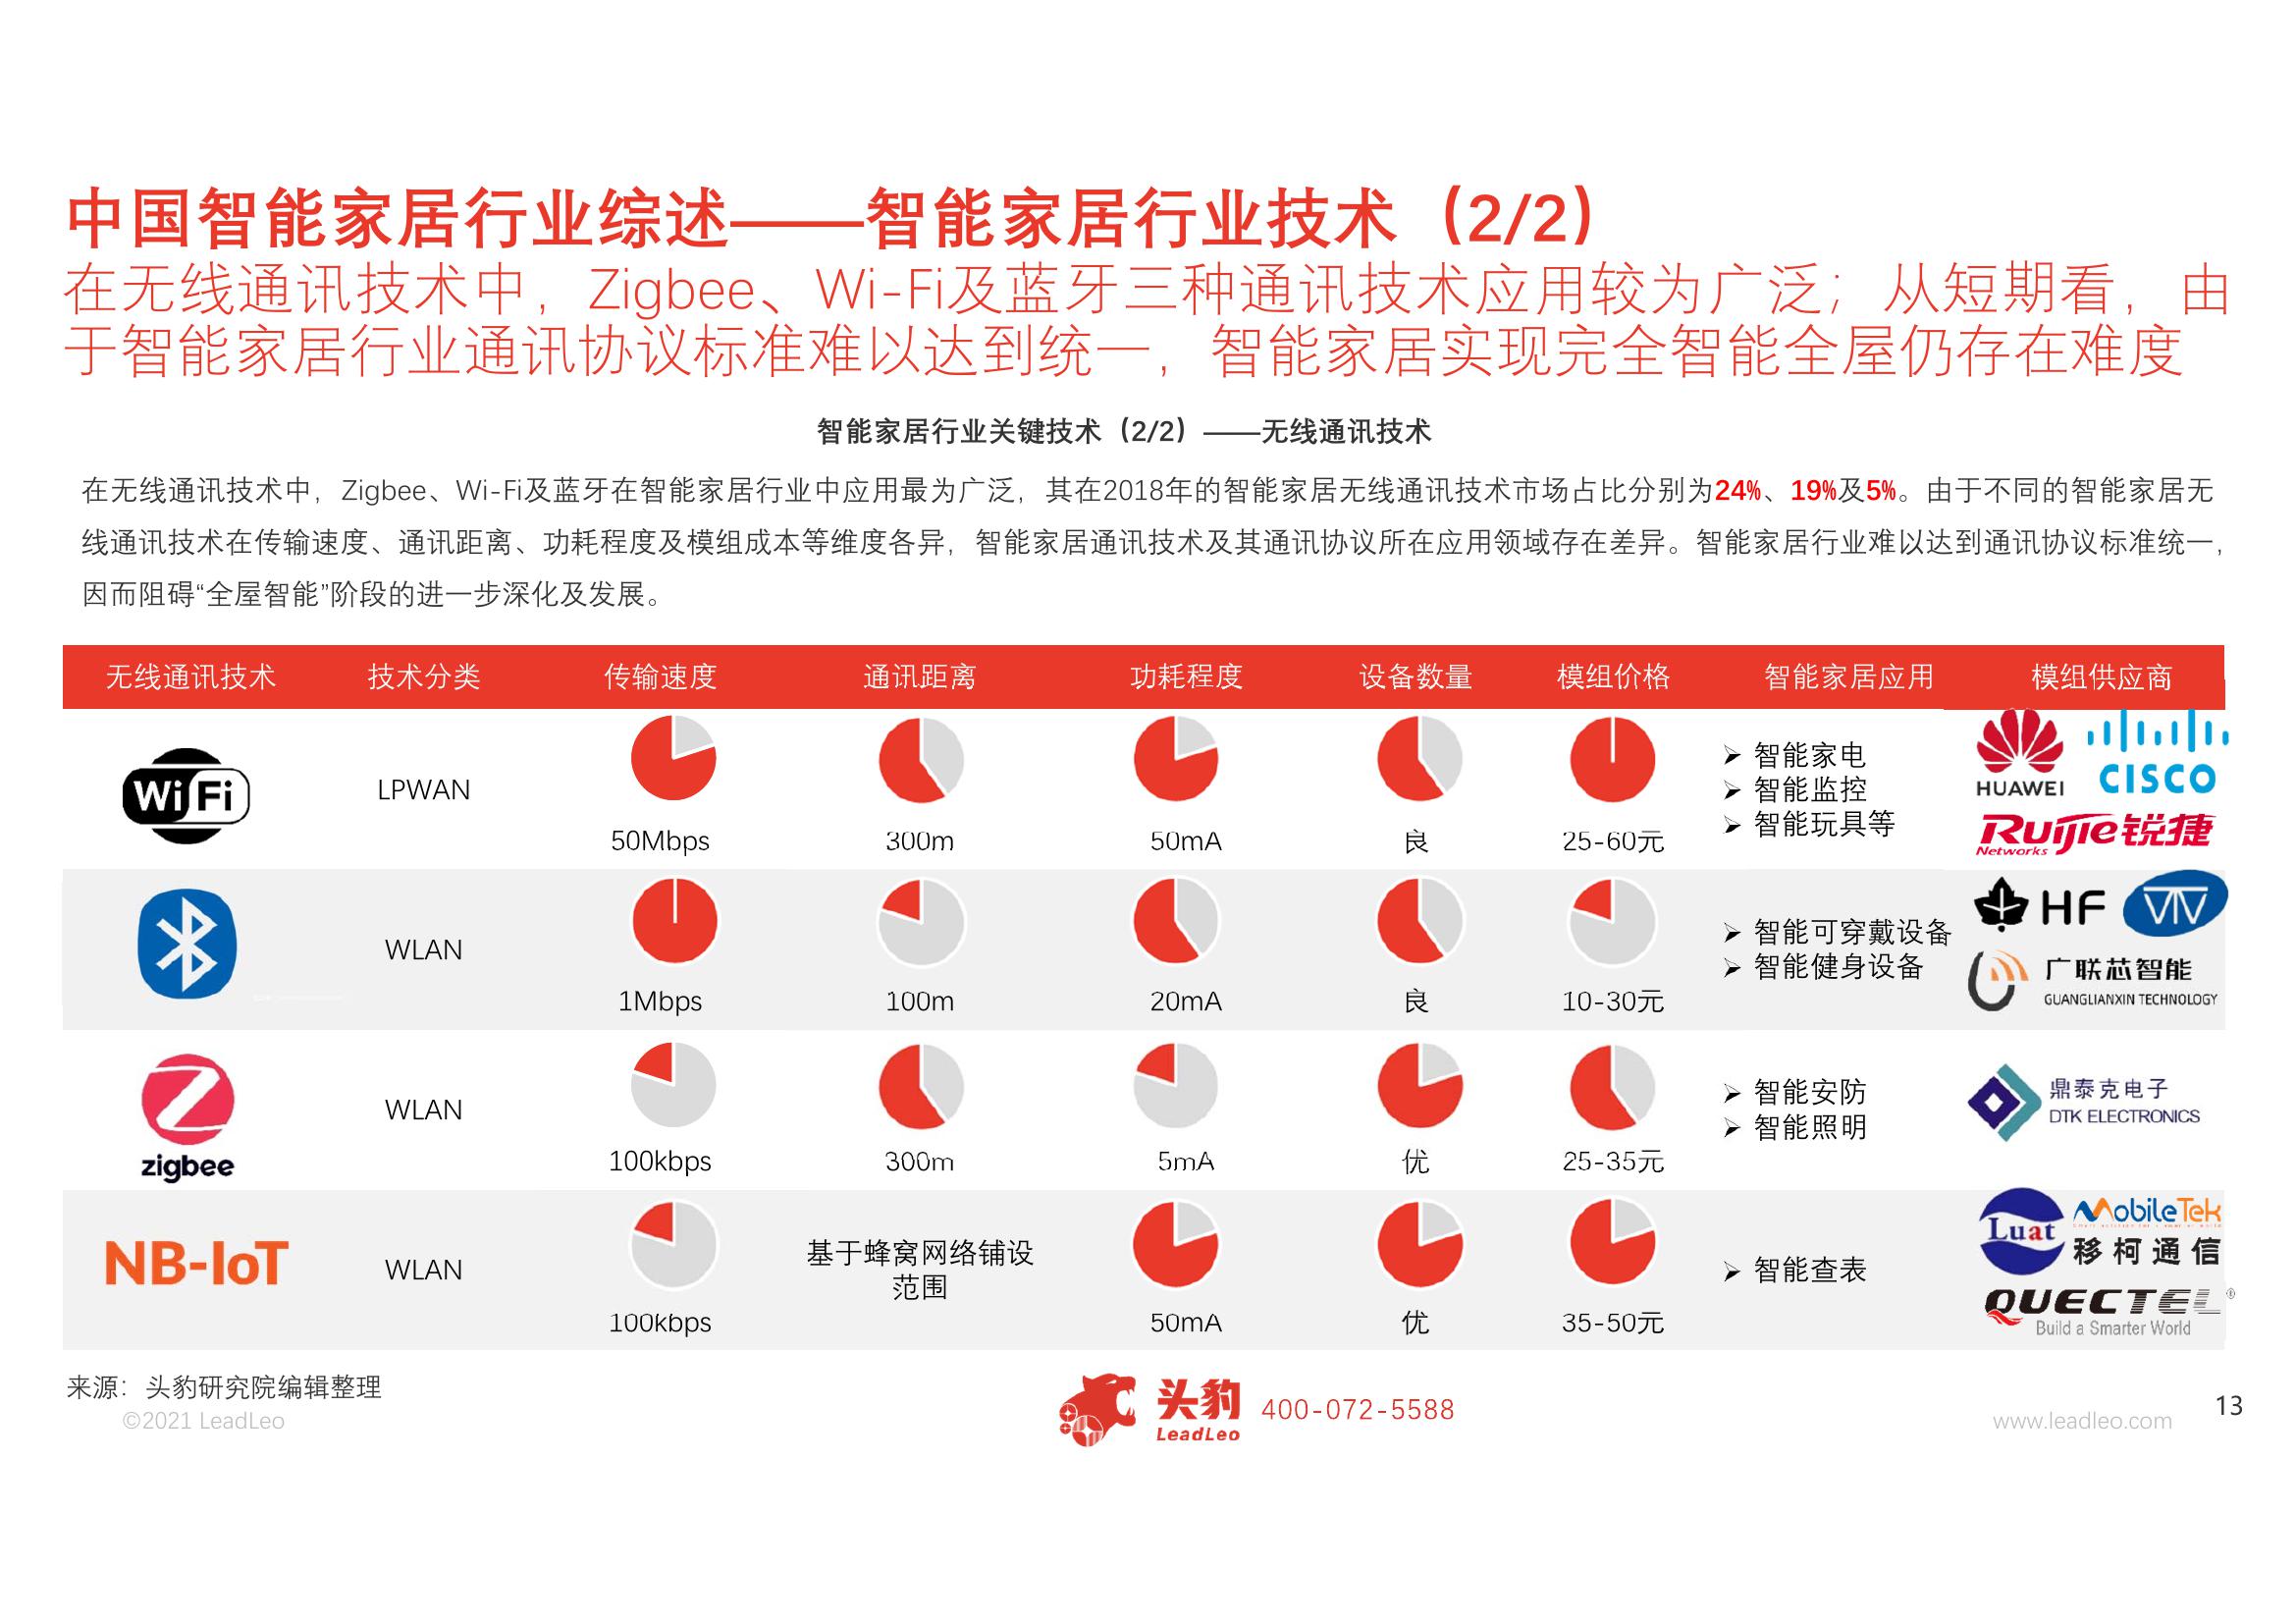 中国智能家居行业综述——智能家居行业技术（2/2）
在无线通讯技术中，Zigbee、Wi-Fi及蓝牙三种通讯技术应用较为广泛；从短期看，由
于智能家居行业通讯协议标准难以达到统一，智能家居实现完全智能全屋仍存在难度
智能家居行业关键技术（2/2）——无线通讯技术
在无线通讯技术中，Zigbee、Wi-Fi及蓝牙在智能家居行业中应用最为广泛，其在2018年的智能家居无线通讯技术市场占比分别为24%、19%及5%。由于不同的智能家居无
线通讯技术在传输速度、通讯距离、功耗程度及模组成本等维度各异，智能家居通讯技术及其通讯协议所在应用领域存在差异。智能家居行业难以达到通讯协议标准统一，
因而阻碍“全屋智能”阶段的进一步深化及发展。
无线通讯技术 技术分类 传输速度 通讯距离 功耗程度 设备数量 模组价格 智能家居应用 模组供应商
WiFi
LPWAN
50Mbps 300m 50mA 良 25-60元
➢ 智能家电
➢ 智能监控
➢ 智能玩具等
HUAWEI
CISCO
Ruijie锐捷
Networks
WLAN
1Mbps 100m 20mA 良 10-30元
➢ 智能可穿戴设备
➢ 智能健身设备
HF
广联芯智能
GUANGLIANXIN TECHNOLOGY
zigbee
WLAN
100kbps 300m 5mA 优 25-35元
➢ 智能安防
➢ 智能照明
鼎泰克电子
DTK ELECTRONICS
NB-IoT
WLAN
100kbps
基于蜂窝网络铺设
范围
50mA 优 35-50元
➢ 智能查表
Luat
MobileTek
移柯通信
QUECTEL®
Build a Smarter World
来源：头豹研究院编辑整理
©2021 LeadLeo
头豹
LeadLeo
400-072-5588
www.leadleo.com
13